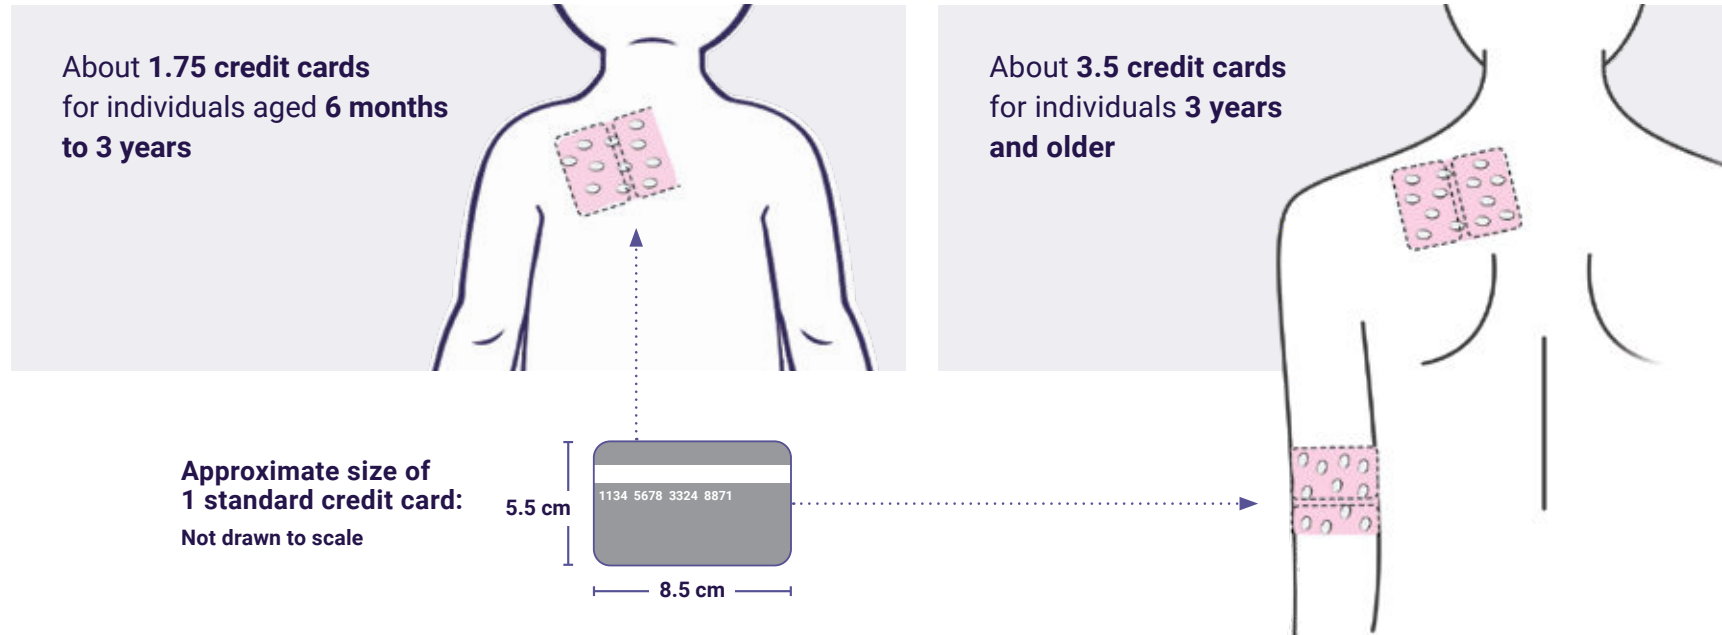 About 1.75 credit cards
for individuals aged 6 months
to 3 years
About 3.5 credit cards
for individuals 3 years
and older
Approximate size of
1 standard credit card:
Not drawn to scale
5.5 cm
1134 5678 3324 8871
8.5 cm